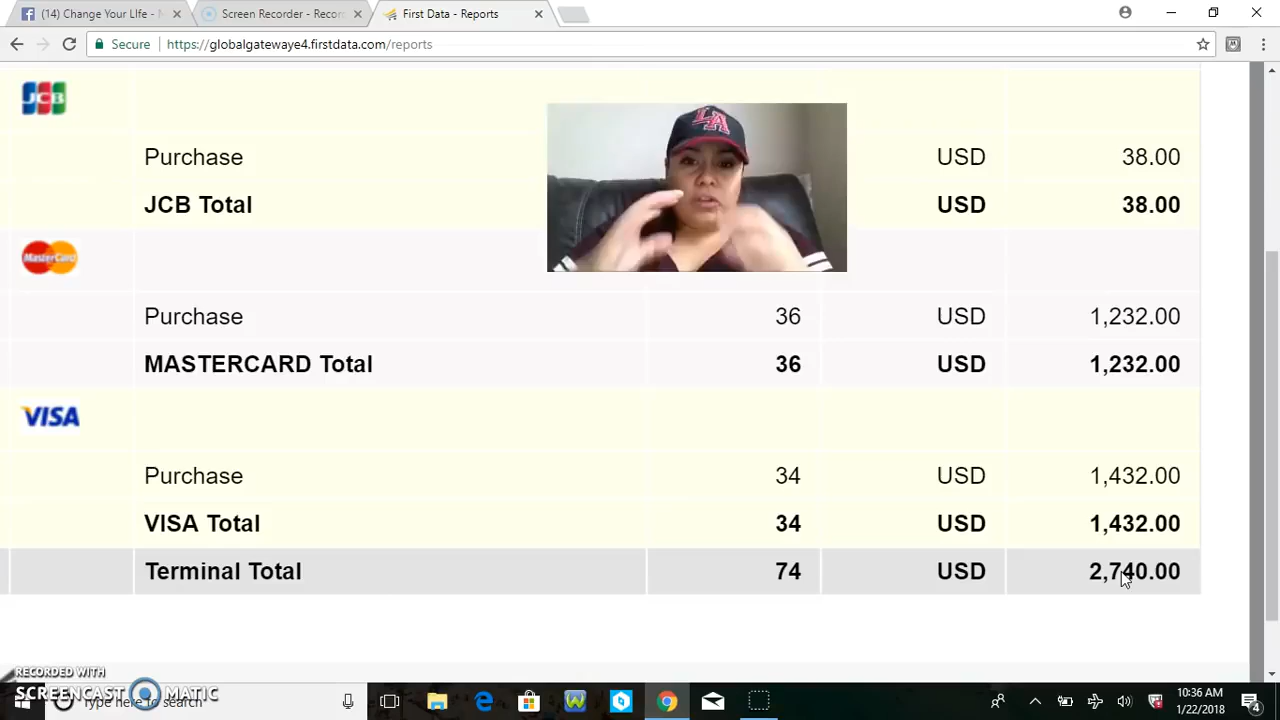 (14) Change Your LIfe - M
Screen Recorder - Record
First Data - Reports
Secure
https://globalgatewaye4.firstdata.com/reports
JCB
LA
Purchase USD 38.00
JCB Total USD 38.00
MasterCard
Purchase 36 USD 1,232.00
MASTERCARD Total 36 USD 1,232.00
VISA
Purchase 34 USD 1,432.00
VISA Total 34 USD 1,432.00
Terminal Total 74 USD 2,740.00
RECORDED WITH
SCREENCAST MATIC
Type here to search
10:36 AM
1/22/2018
4